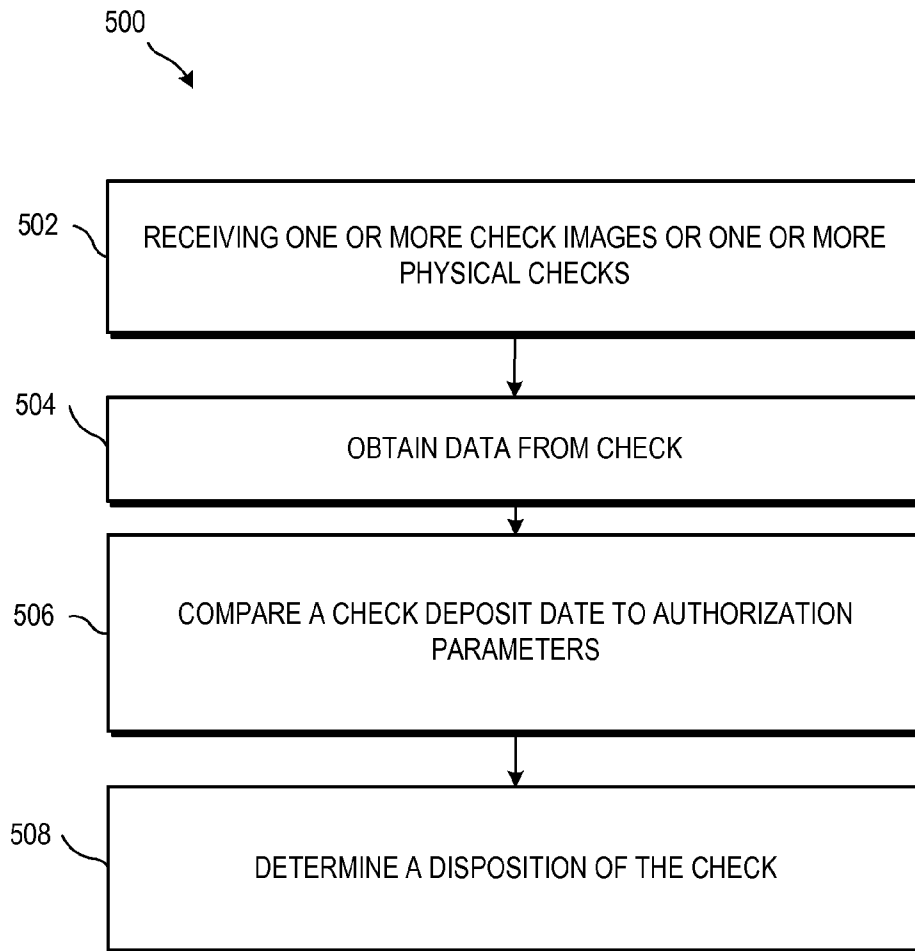 500
502
RECEIVING ONE OR MORE CHECK IMAGES OR ONE OR MORE
PHYSICAL CHECKS
504
OBTAIN DATA FROM CHECK
506
COMPARE A CHECK DEPOSIT DATE TO AUTHORIZATION
PARAMETERS
508
DETERMINE A DISPOSITION OF THE CHECK